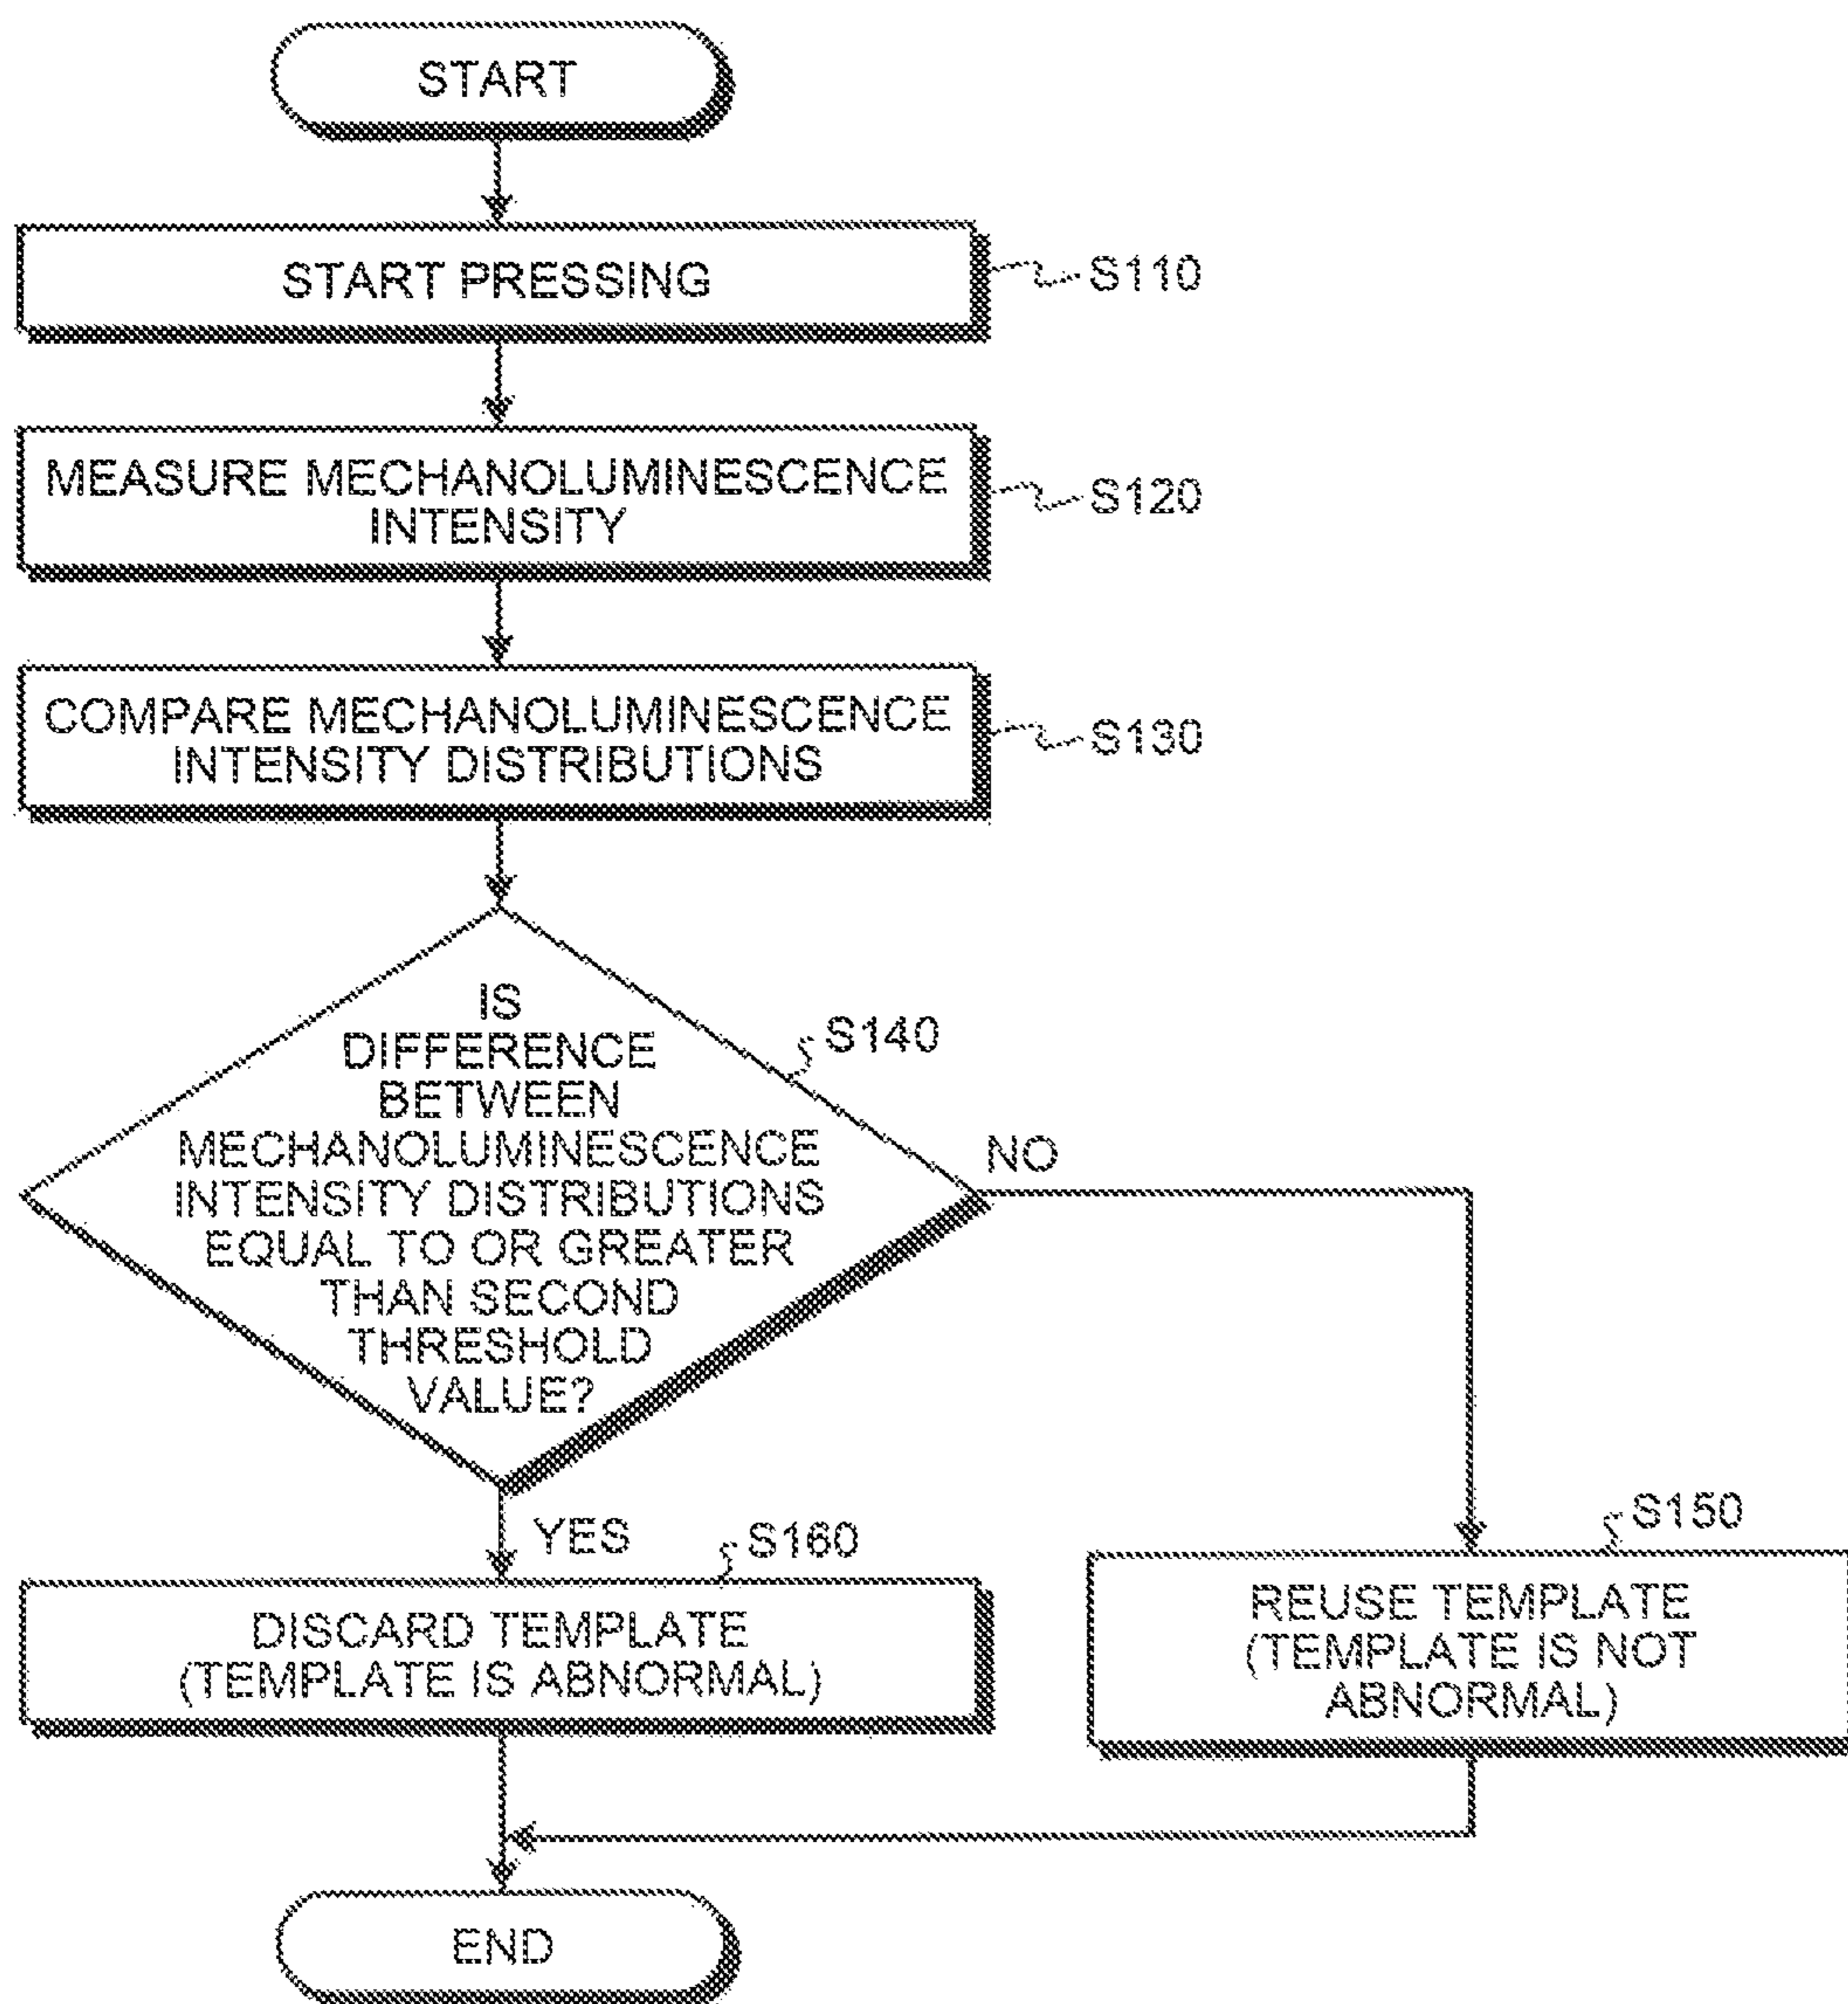 START
START PRESSING
S110
MEASURE MECHANOLUMINESCENCE
INTENSITY
S120
COMPARE MECHANOLUMINESCENCE
INTENSITY DISTRIBUTIONS
S130
IS
DIFFERENCE
BETWEEN
MECHANOLUMINESCENCE
INTENSITY DISTRIBUTIONS
EQUAL TO OR GREATER
THAN SECOND
THRESHOLD
VALUE?
S140
NO
YES
S160
DISCARD TEMPLATE
(TEMPLATE IS ABNORMAL)
S150
REUSE TEMPLATE
(TEMPLATE IS NOT
ABNORMAL)
END